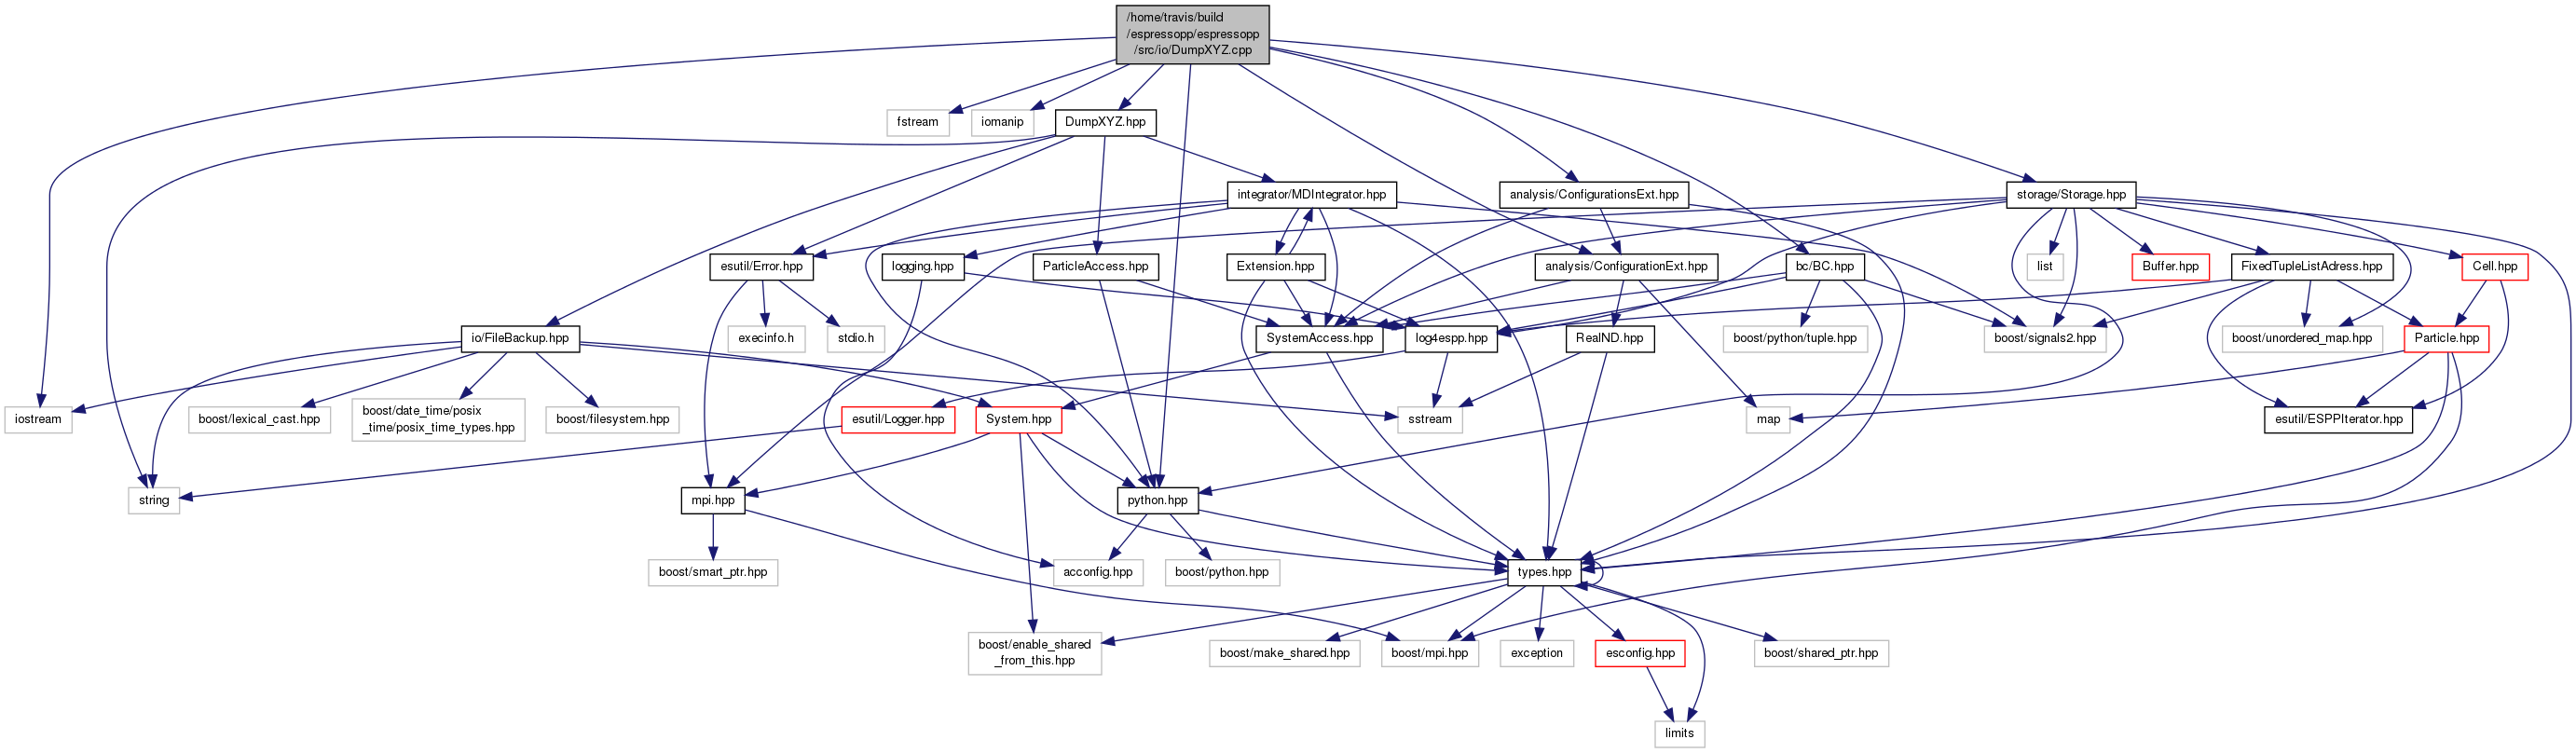 /home/travis/build
/espressopp/espressopp
/src/io/DumpXYZ.cpp
fstream
iomanip
DumpXYZ.hpp
integrator/MDIntegrator.hpp
analysis/ConfigurationsExt.hpp
storage/Storage.hpp
esutil/Error.hpp
logging.hpp
ParticleAccess.hpp
Extension.hpp
analysis/ConfigurationExt.hpp
bc/BC.hpp
list
Buffer.hpp
FixedTupleListAdress.hpp
Cell.hpp
io/FileBackup.hpp
execinfo.h
stdio.h
SystemAccess.hpp
log4espp.hpp
RealND.hpp
boost/python/tuple.hpp
boost/signals2.hpp
boost/unordered_map.hpp
Particle.hpp
iostream
boost/lexical_cast.hpp
boost/date_time/posix
_time/posix_time_types.hpp
boost/filesystem.hpp
esutil/Logger.hpp
System.hpp
sstream
map
esutil/ESPPIterator.hpp
string
mpi.hpp
python.hpp
boost/smart_ptr.hpp
acconfig.hpp
boost/python.hpp
types.hpp
boost/enable_shared
_from_this.hpp
boost/make_shared.hpp
boost/mpi.hpp
exception
esconfig.hpp
boost/shared_ptr.hpp
limits